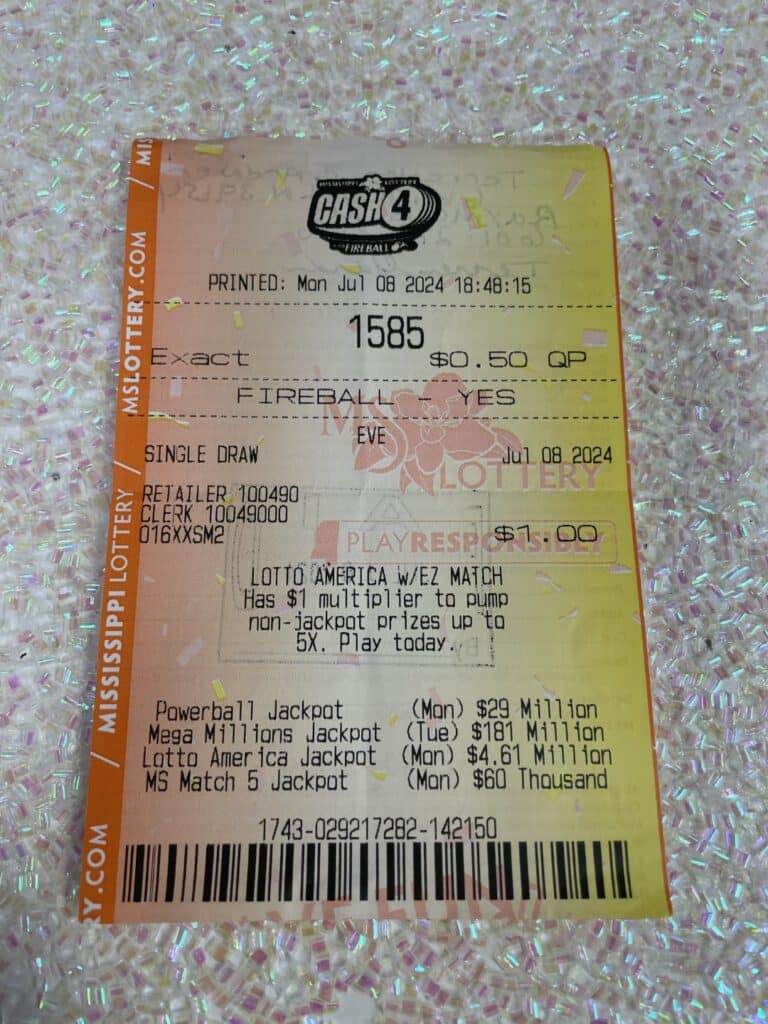 MISSISSIPPI LOTTERY
CASH 4
FIREBALL
PRINTED: Mon Jul 08 2024 18:48:15
1585
Exact $0.50 QP
FIREBALL - YES
EVE
SINGLE DRAW Jul 08 2024
RETAILER 100490
CLERK 10049000
016XXSM2 $1.00
MS LOTTERY
PLAYRESPONSIBLY
LOTTO AMERICA W/EZ MATCH
Has $1 multiplier to pump
non-jackpot prizes up to
5X. Play today.
Powerball Jackpot (Mon) $29 Million
Mega Millions Jackpot (Tue) $181 Million
Lotto America Jackpot (Mon) $4.61 Million
MS Match 5 Jackpot (Mon) $60 Thousand
1743-029217282-142150
RY.COM / MISSISSIPPI LOTTERY / MSLOTTERY.COM / MIS